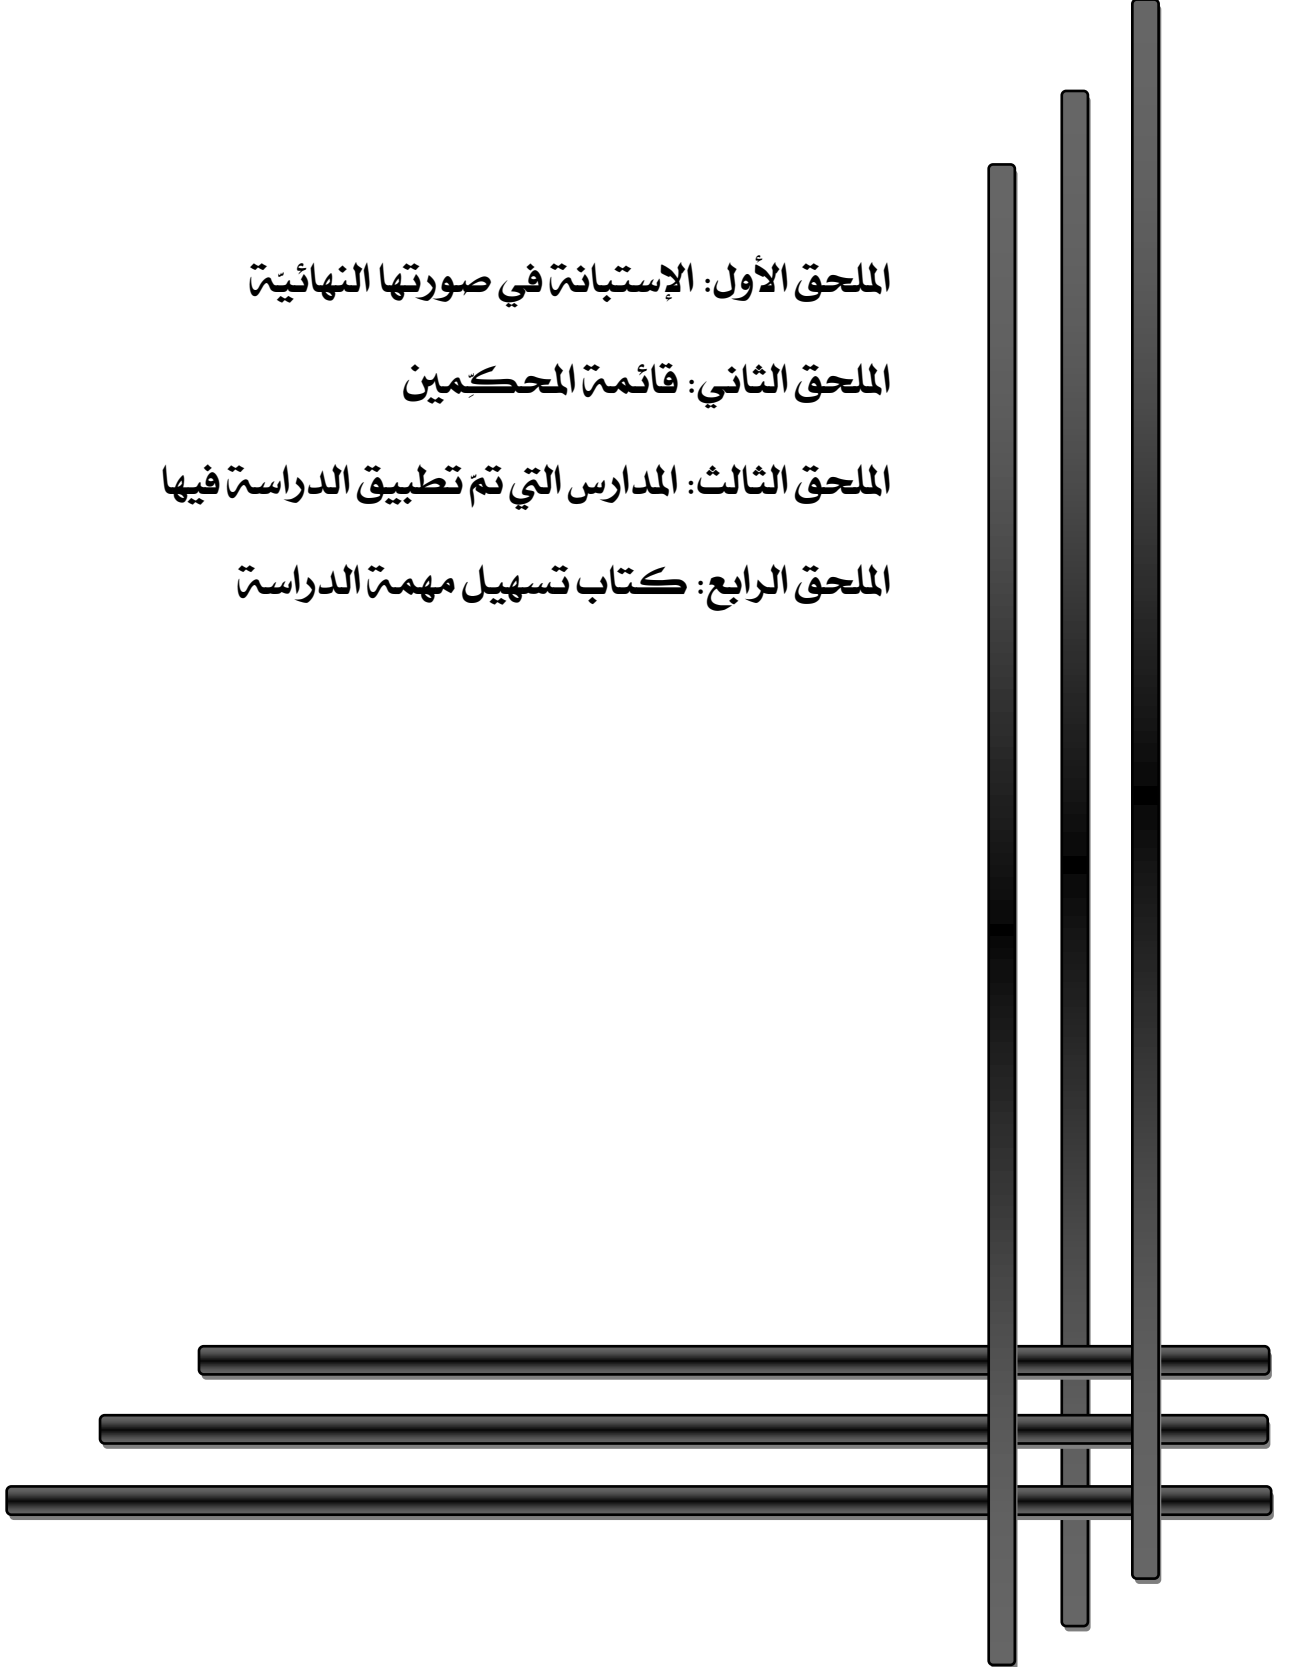 الملحق الأول: الإستبانة في صورتها النهائيّة
الملحق الثاني: قائمة المحكِّمين
الملحق الثالث: المدارس التي تمّ تطبيق الدراسة فيها
الملحق الرابع: كتاب تسهيل مهمة الدراسة